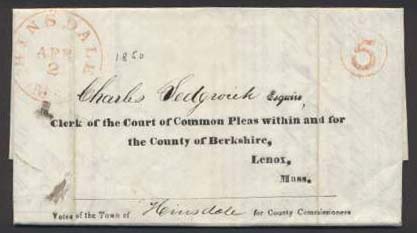 HINSDALE
APR
2
MS
5
1850
Charles Sedgwick Esquire,
Clerk of the Court of Common Pleas within and for
the County of Berkshire,
Lenox,
Mass.
Votes of the Town of Hinsdale for County Commissioners